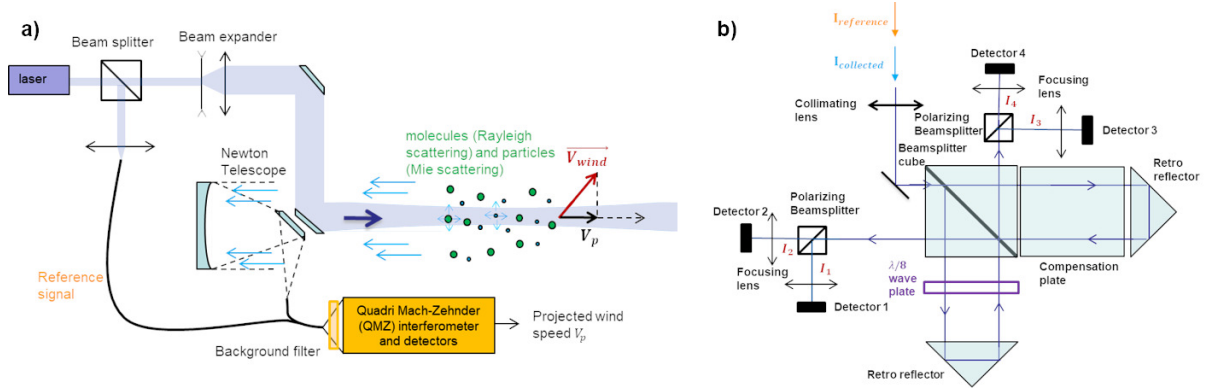 a)
Beam splitter
Beam expander
laser
molecules (Rayleigh
scattering) and particles
(Mie scattering)
V_wind
Newton
Telescope
V_p
Reference
signal
Quadri Mach-Zehnder
(QMZ) interferometer
and detectors
Projected wind
speed V_p
Background filter
b)
I_reference
I_collected
Detector 4
Focusing
lens
Collimating
lens
I_4
I_3
Polarizing
Beamsplitter
Detector 3
Beamsplitter
cube
Retro
reflector
Detector 2
Polarizing
Beamsplitter
I_2
Focusing
lens
I_1
Detector 1
λ/8
wave
plate
Compensation
plate
Retro reflector